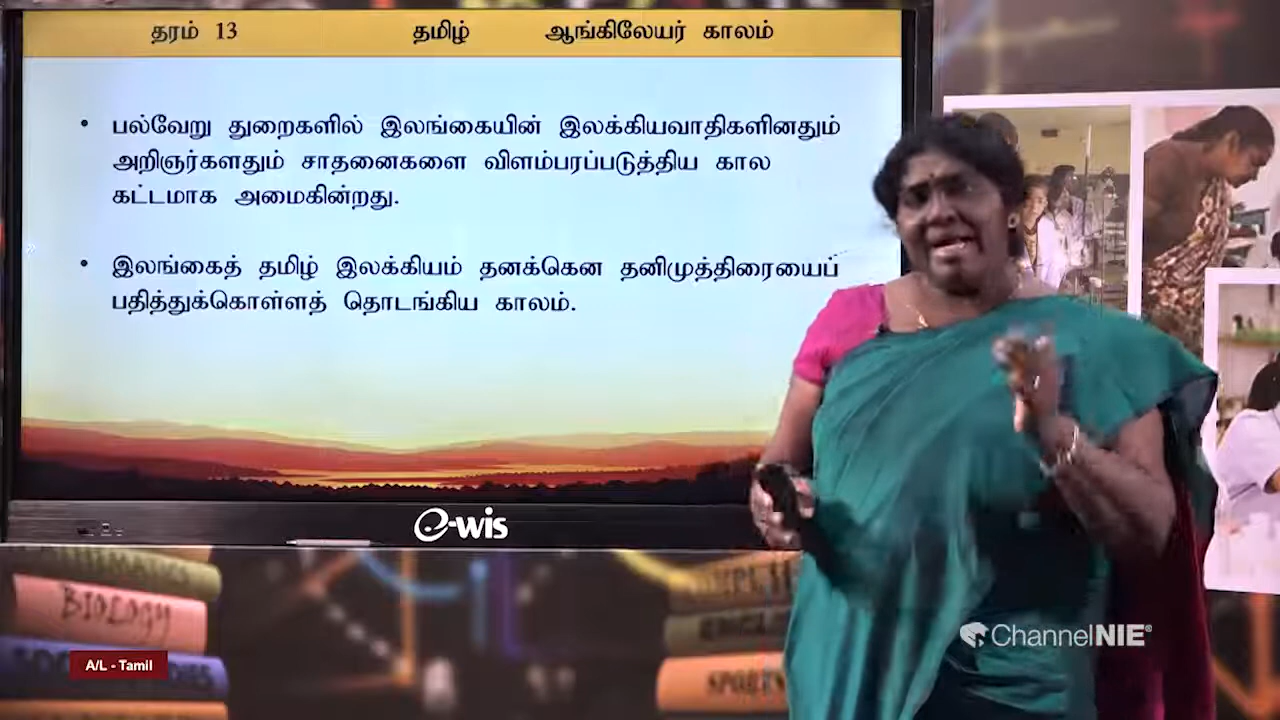 தரம் 13 தமிழ் ஆங்கிலேயர் காலம்
• பல்வேறு துறைகளில் இலங்கையின் இலக்கியவாதிகளினதும்
அறிஞர்களதும் சாதனைகளை விளம்பரப்படுத்திய கால
கட்டமாக அமைகின்றது.
• இலங்கைத் தமிழ் இலக்கியம் தனக்கென தனிமுத்திரையைப்
பதித்துக்கொள்ளத் தொடங்கிய காலம்.
e-wis
BIOLOGY
SPORTS
ChannelNIE®
A/L - Tamil